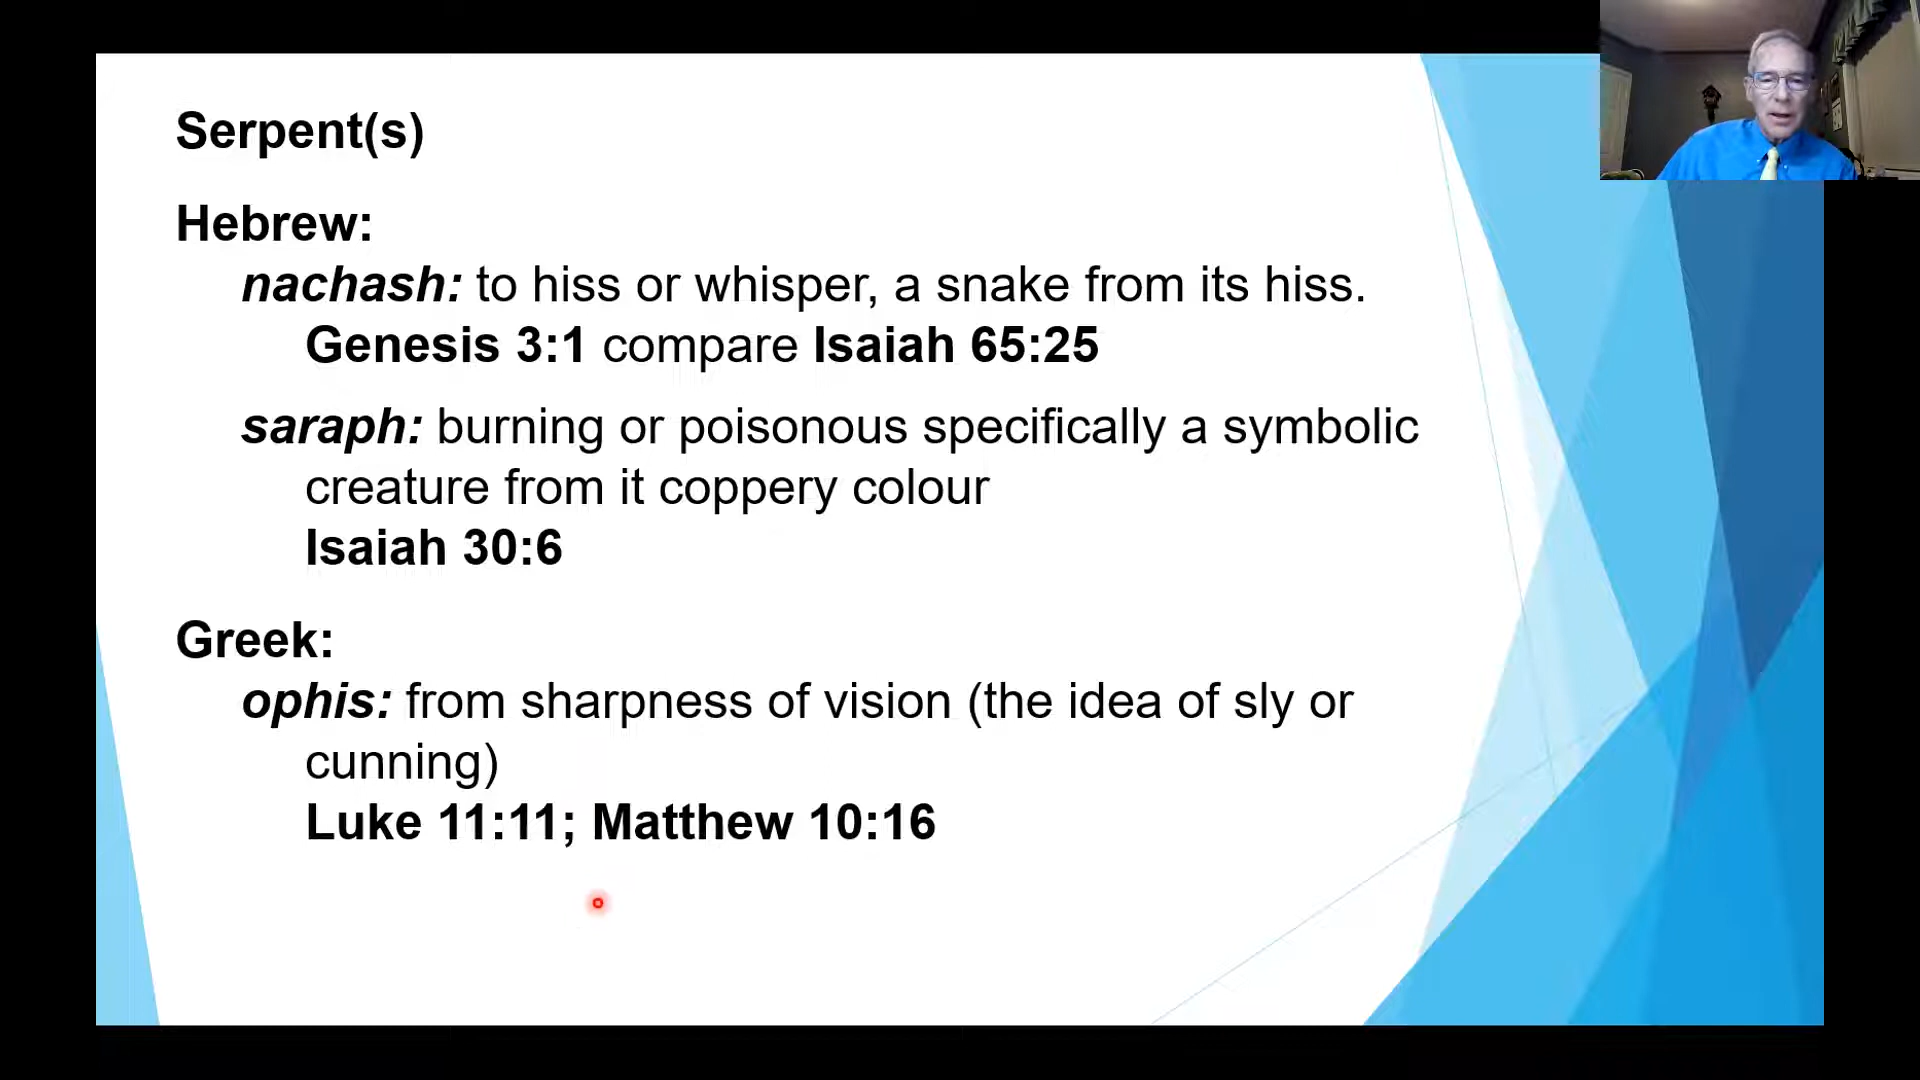 Serpent(s)
Hebrew:
nachash: to hiss or whisper, a snake from its hiss.
Genesis 3:1 compare Isaiah 65:25
saraph: burning or poisonous specifically a symbolic
creature from it coppery colour
Isaiah 30:6
Greek:
ophis: from sharpness of vision (the idea of sly or
cunning)
Luke 11:11; Matthew 10:16